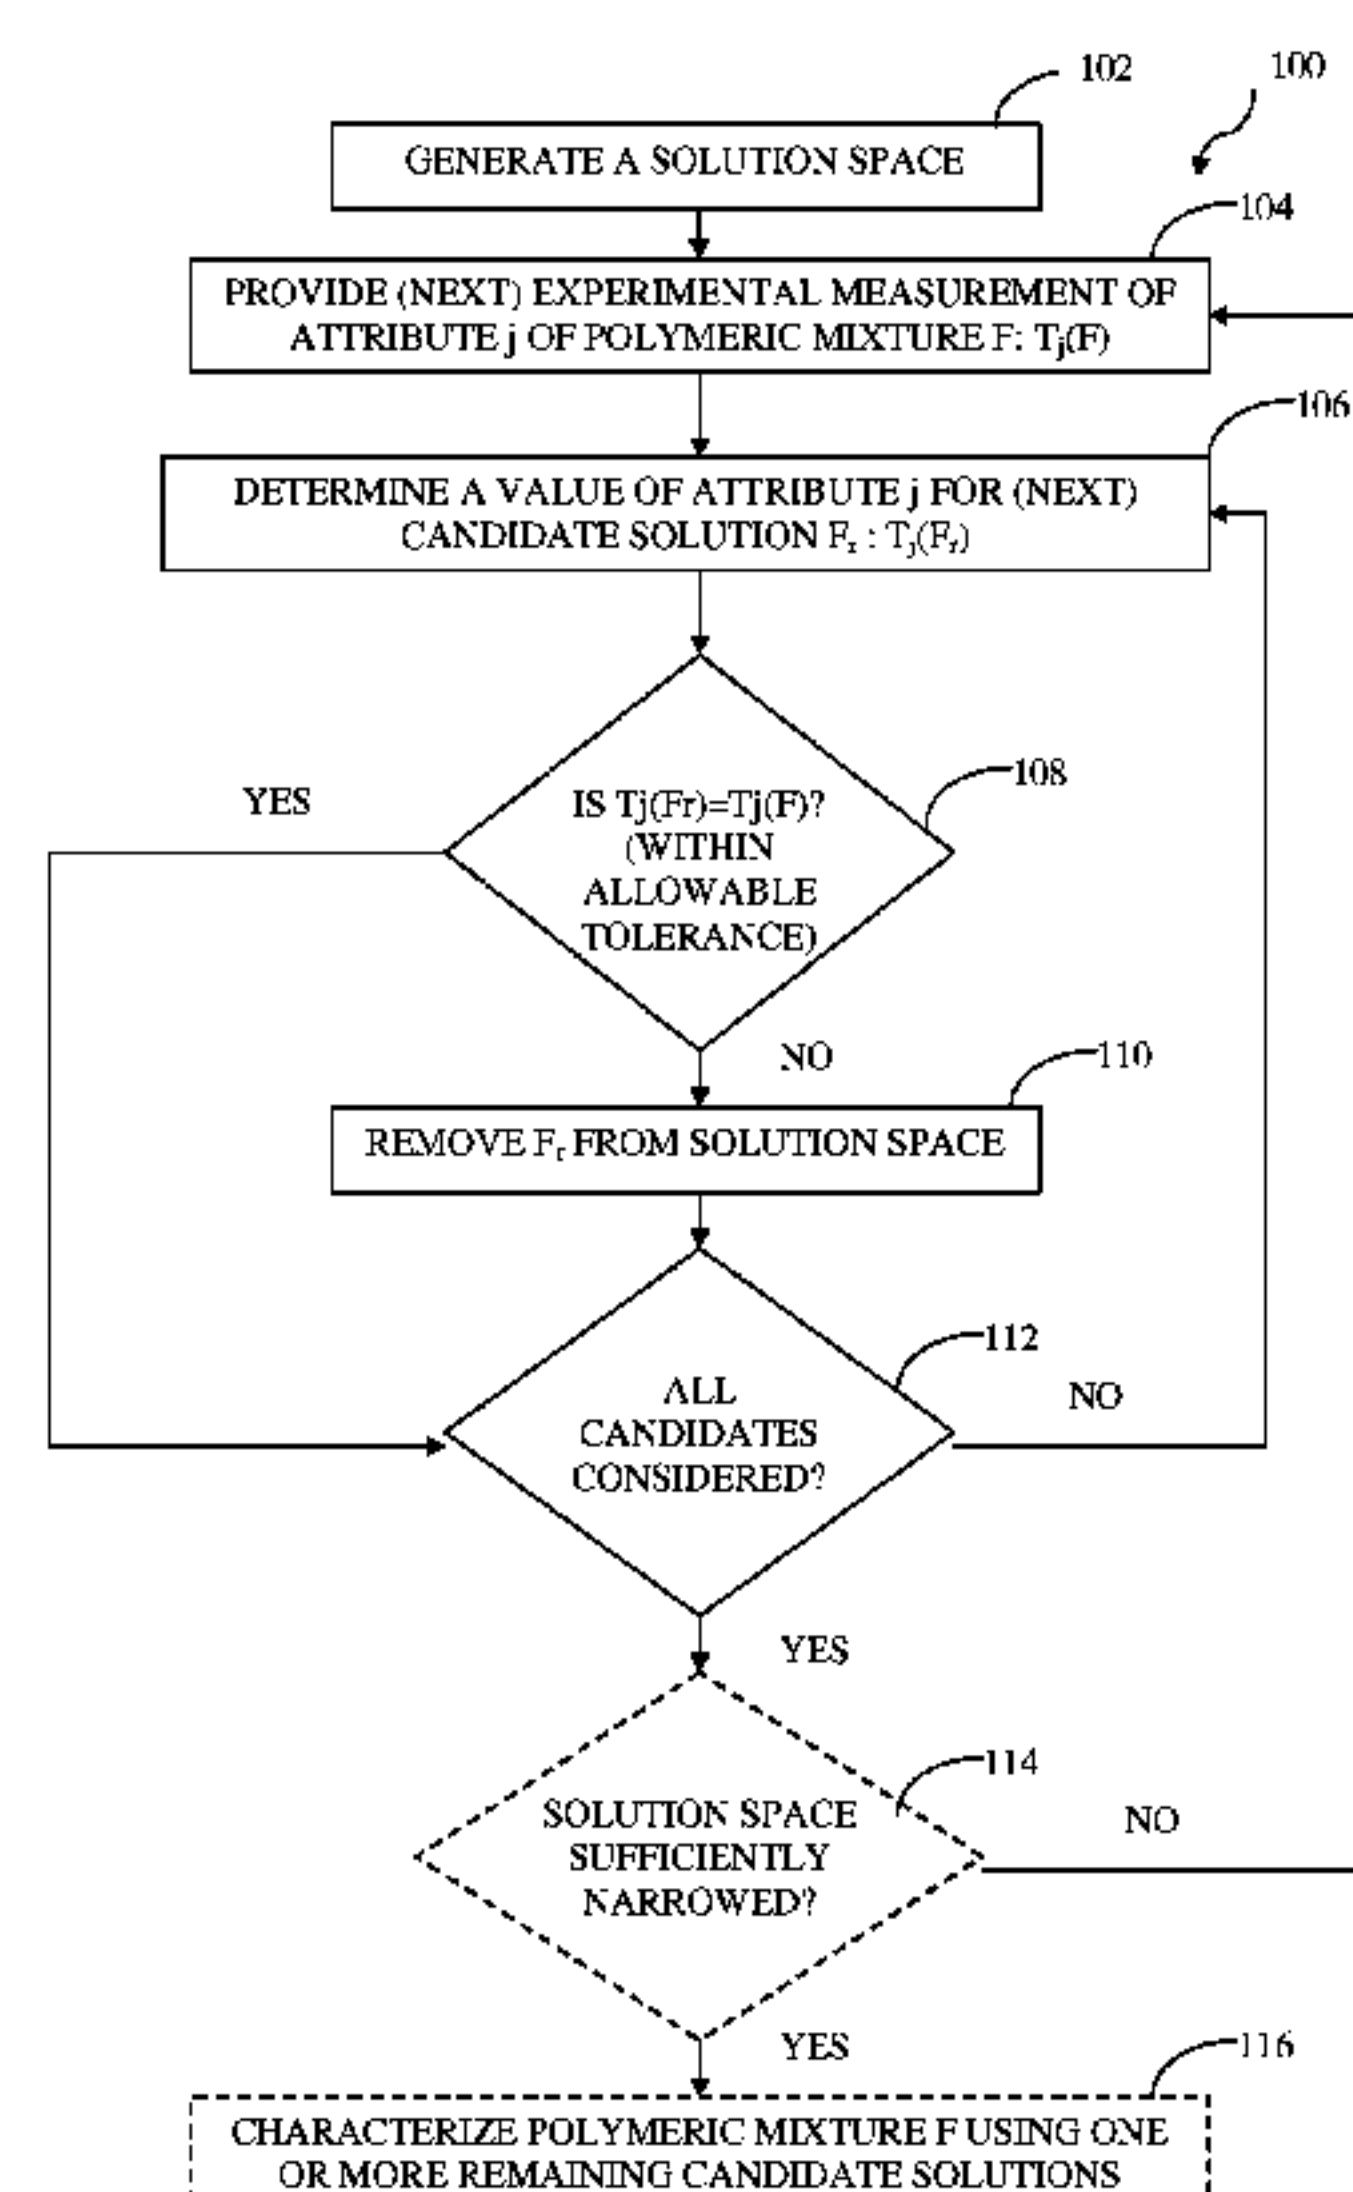 102
100
GENERATE A SOLUTION SPACE
104
PROVIDE (NEXT) EXPERIMENTAL MEASUREMENT OF
ATTRIBUTE j OF POLYMERIC MIXTURE F: Tj(F)
106
DETERMINE A VALUE OF ATTRIBUTE j FOR (NEXT)
CANDIDATE SOLUTION Fr : Tj(Fr)
108
YES
IS Tj(Fr)=Tj(F)?
(WITHIN
ALLOWABLE
TOLERANCE)
NO
110
REMOVE Fr FROM SOLUTION SPACE
112
NO
ALL
CANDIDATES
CONSIDERED?
YES
114
NO
SOLUTION SPACE
SUFFICIENTLY
NARROWED?
YES
116
CHARACTERIZE POLYMERIC MIXTURE F USING ONE
OR MORE REMAINING CANDIDATE SOLUTIONS